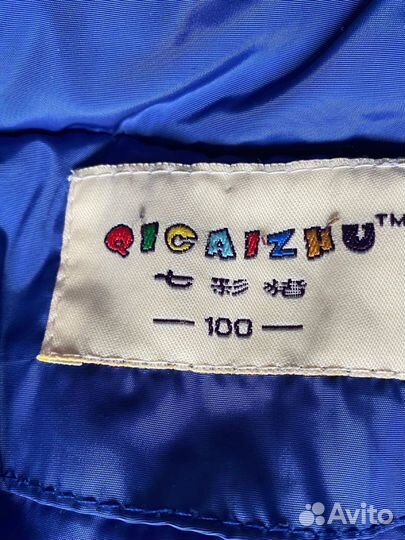 QICAIZHU™
七彩猪
100
Avito